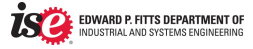 ise
EDWARD P. FITTS DEPARTMENT OF
INDUSTRIAL AND SYSTEMS ENGINEERING